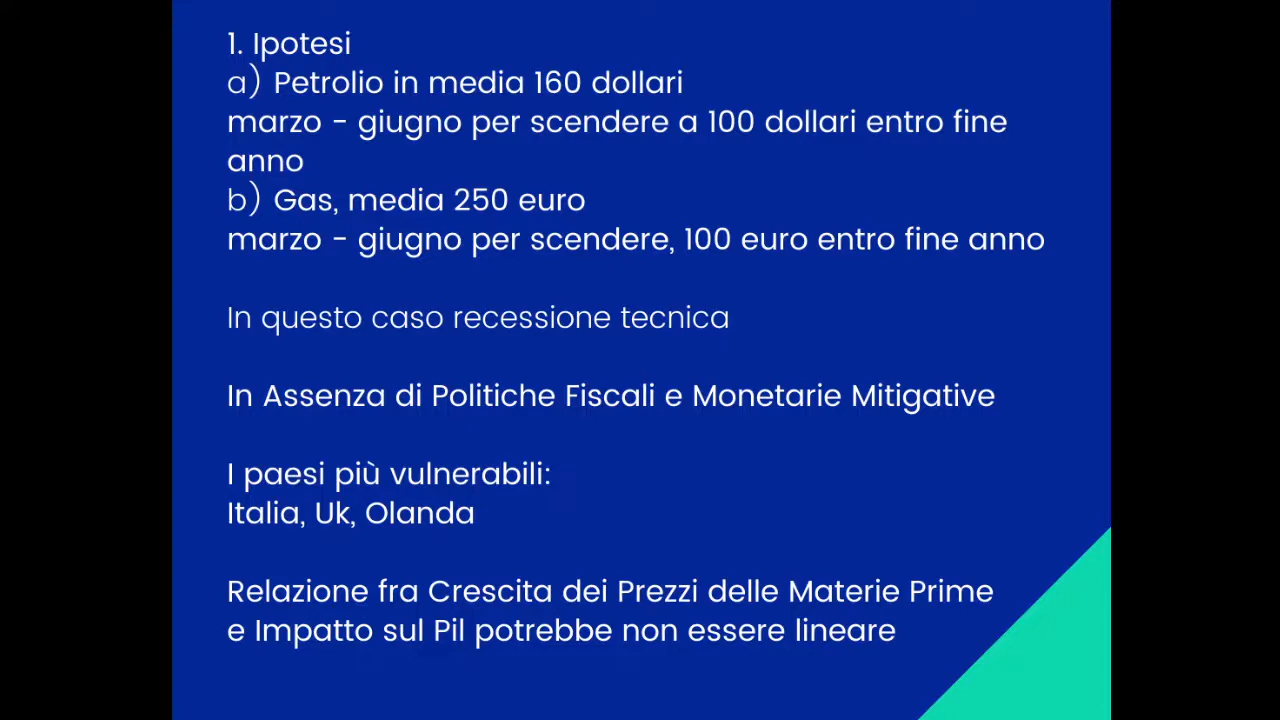 1. Ipotesi
a) Petrolio in media 160 dollari
marzo - giugno per scendere a 100 dollari entro fine
anno
b) Gas, media 250 euro
marzo - giugno per scendere, 100 euro entro fine anno
In questo caso recessione tecnica
In Assenza di Politiche Fiscali e Monetarie Mitigative
I paesi più vulnerabili:
Italia, Uk, Olanda
Relazione fra Crescita dei Prezzi delle Materie Prime
e Impatto sul Pil potrebbe non essere lineare